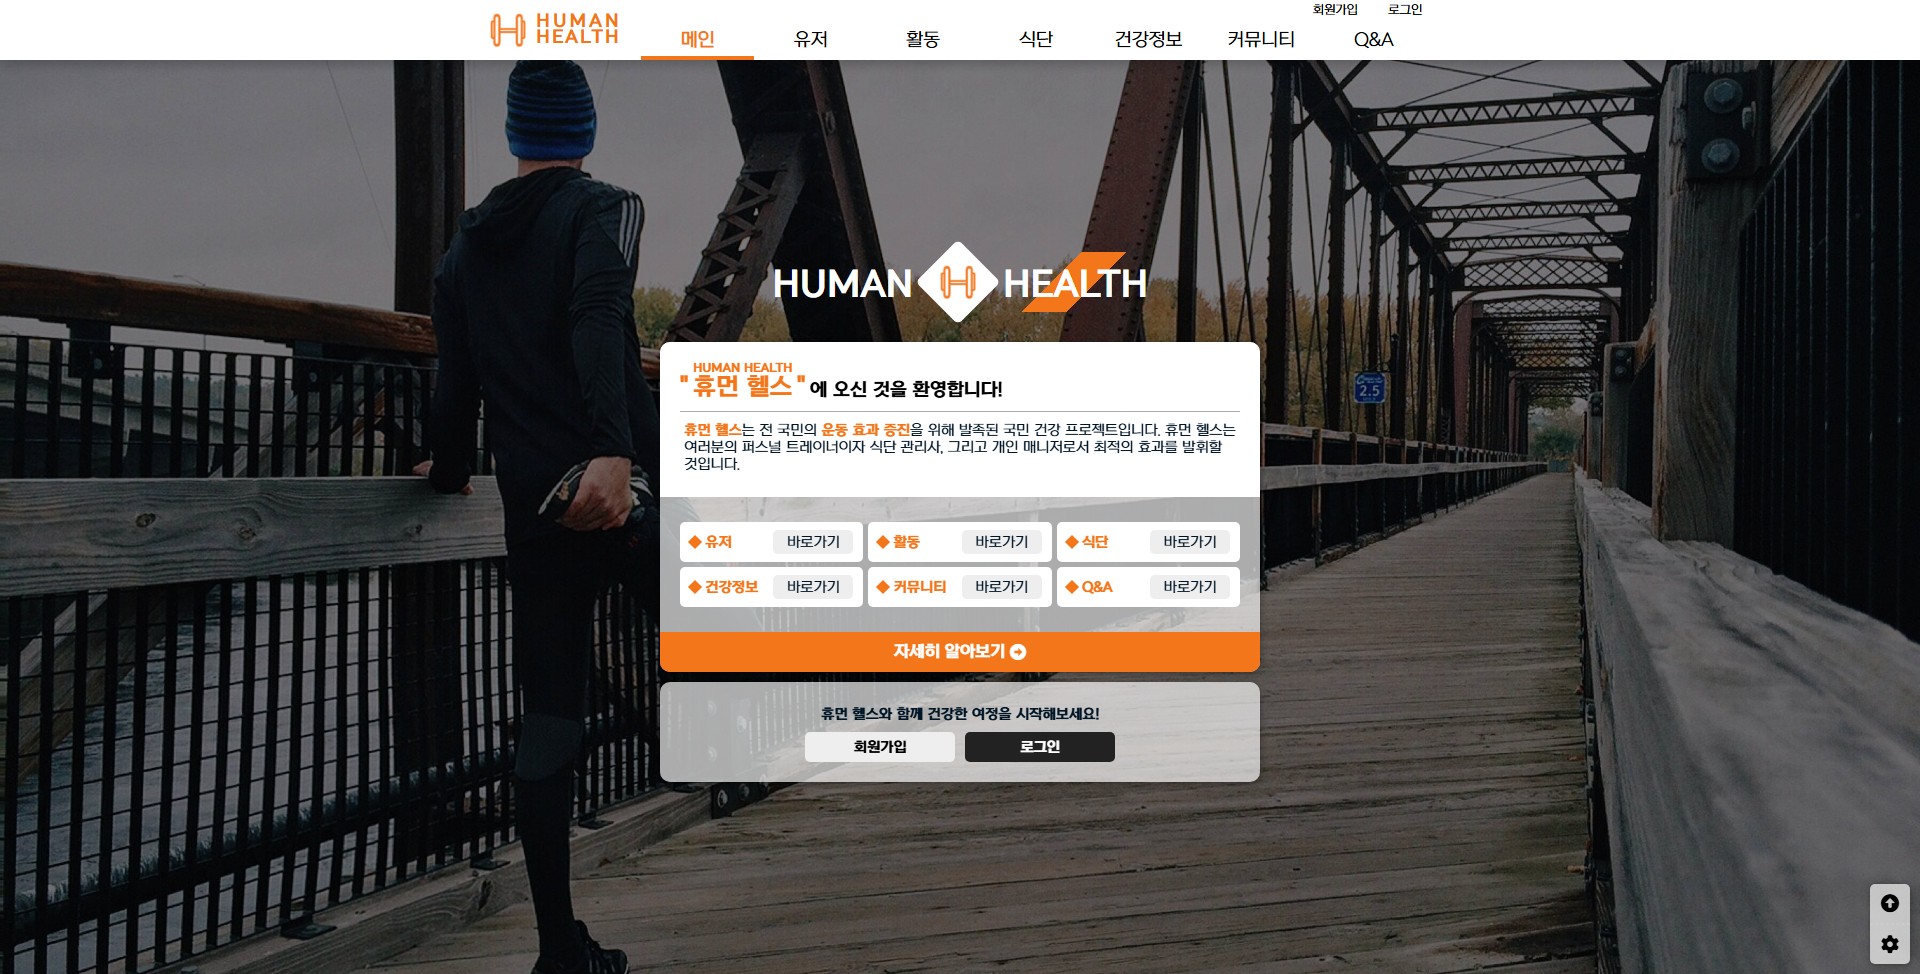 HUMAN
HEALTH
회원가입 로그인
메인 유저 활동 식단 건강정보 커뮤니티 Q&A
HUMAN H HEALTH
HUMAN HEALTH
" 휴먼 헬스 " 에 오신 것을 환영합니다!
휴먼 헬스는 전 국민의 운동 효과 증진을 위해 발족된 국민 건강 프로젝트입니다. 휴먼 헬스는
여러분의 퍼스널 트레이너이자 식단 관리사, 그리고 개인 매니저로서 최적의 효과를 발휘할
것입니다.
2.5
◆ 유저 바로가기 ◆ 활동 바로가기 ◆ 식단 바로가기
◆ 건강정보 바로가기 ◆ 커뮤니티 바로가기 ◆ Q&A 바로가기
자세히 알아보기
휴먼 헬스와 함께 건강한 여정을 시작해보세요!
회원가입 로그인